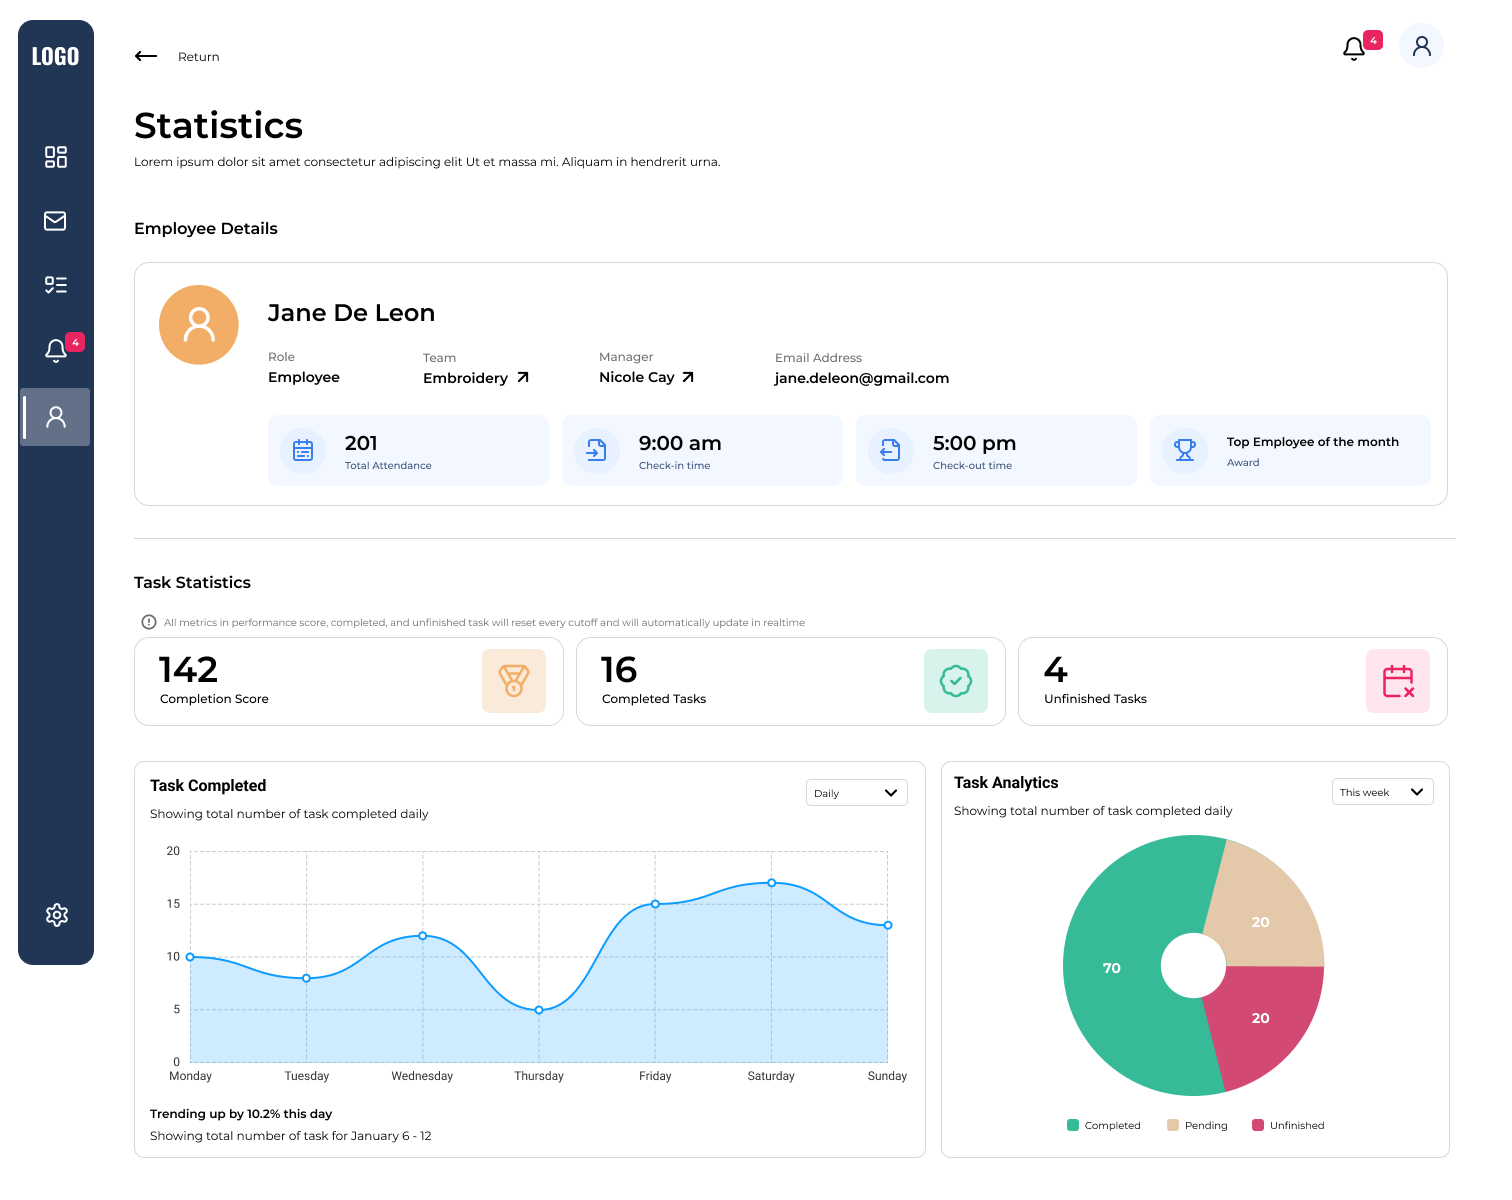 LOGO
Return
4
Statistics
Lorem ipsum dolor sit amet consectetur adipiscing elit Ut et massa mi. Aliquam in hendrerit urna.
Employee Details
4
Jane De Leon
Role
Employee
Team
Embroidery
Manager
Nicole Cay
Email Address
jane.deleon@gmail.com
201
Total Attendance
9:00 am
Check-in time
5:00 pm
Check-out time
Top Employee of the month
Award
Task Statistics
All metrics in performance score, completed, and unfinished task will reset every cutoff and will automatically update in realtime
142
Completion Score
16
Completed Tasks
4
Unfinished Tasks
Task Completed
Showing total number of task completed daily
Daily
20
15
10
5
0
Monday Tuesday Wednesday Thursday Friday Saturday Sunday
Trending up by 10.2% this day
Showing total number of task for January 6 - 12
Task Analytics
Showing total number of task completed daily
This week
20
70
20
Completed Pending Unfinished